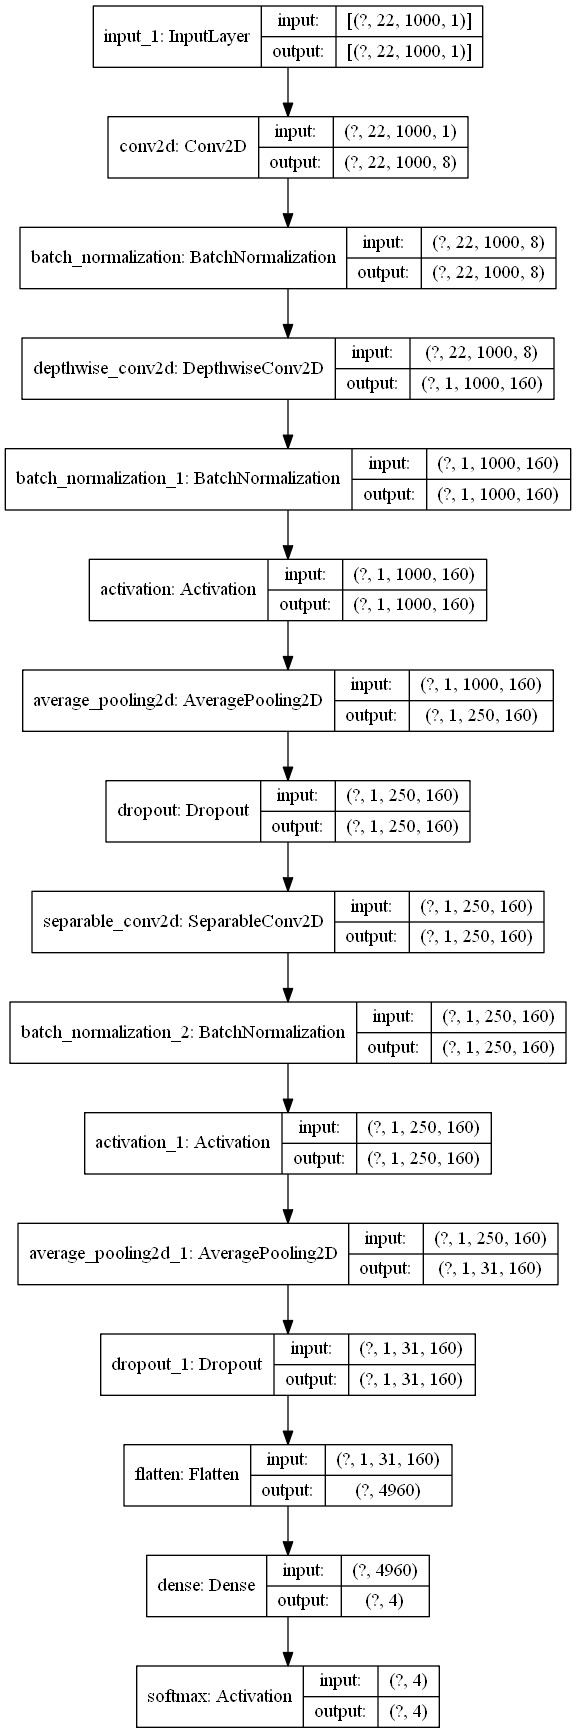 input_1: InputLayer
input:
[(?, 22, 1000, 1)]
output:
[(?, 22, 1000, 1)]
conv2d: Conv2D
input:
(?, 22, 1000, 1)
output:
(?, 22, 1000, 8)
batch_normalization: BatchNormalization
input:
(?, 22, 1000, 8)
output:
(?, 22, 1000, 8)
depthwise_conv2d: DepthwiseConv2D
input:
(?, 22, 1000, 8)
output:
(?, 1, 1000, 160)
batch_normalization_1: BatchNormalization
input:
(?, 1, 1000, 160)
output:
(?, 1, 1000, 160)
activation: Activation
input:
(?, 1, 1000, 160)
output:
(?, 1, 1000, 160)
average_pooling2d: AveragePooling2D
input:
(?, 1, 1000, 160)
output:
(?, 1, 250, 160)
dropout: Dropout
input:
(?, 1, 250, 160)
output:
(?, 1, 250, 160)
separable_conv2d: SeparableConv2D
input:
(?, 1, 250, 160)
output:
(?, 1, 250, 160)
batch_normalization_2: BatchNormalization
input:
(?, 1, 250, 160)
output:
(?, 1, 250, 160)
activation_1: Activation
input:
(?, 1, 250, 160)
output:
(?, 1, 250, 160)
average_pooling2d_1: AveragePooling2D
input:
(?, 1, 250, 160)
output:
(?, 1, 31, 160)
dropout_1: Dropout
input:
(?, 1, 31, 160)
output:
(?, 1, 31, 160)
flatten: Flatten
input:
(?, 1, 31, 160)
output:
(?, 4960)
dense: Dense
input:
(?, 4960)
output:
(?, 4)
softmax: Activation
input:
(?, 4)
output:
(?, 4)